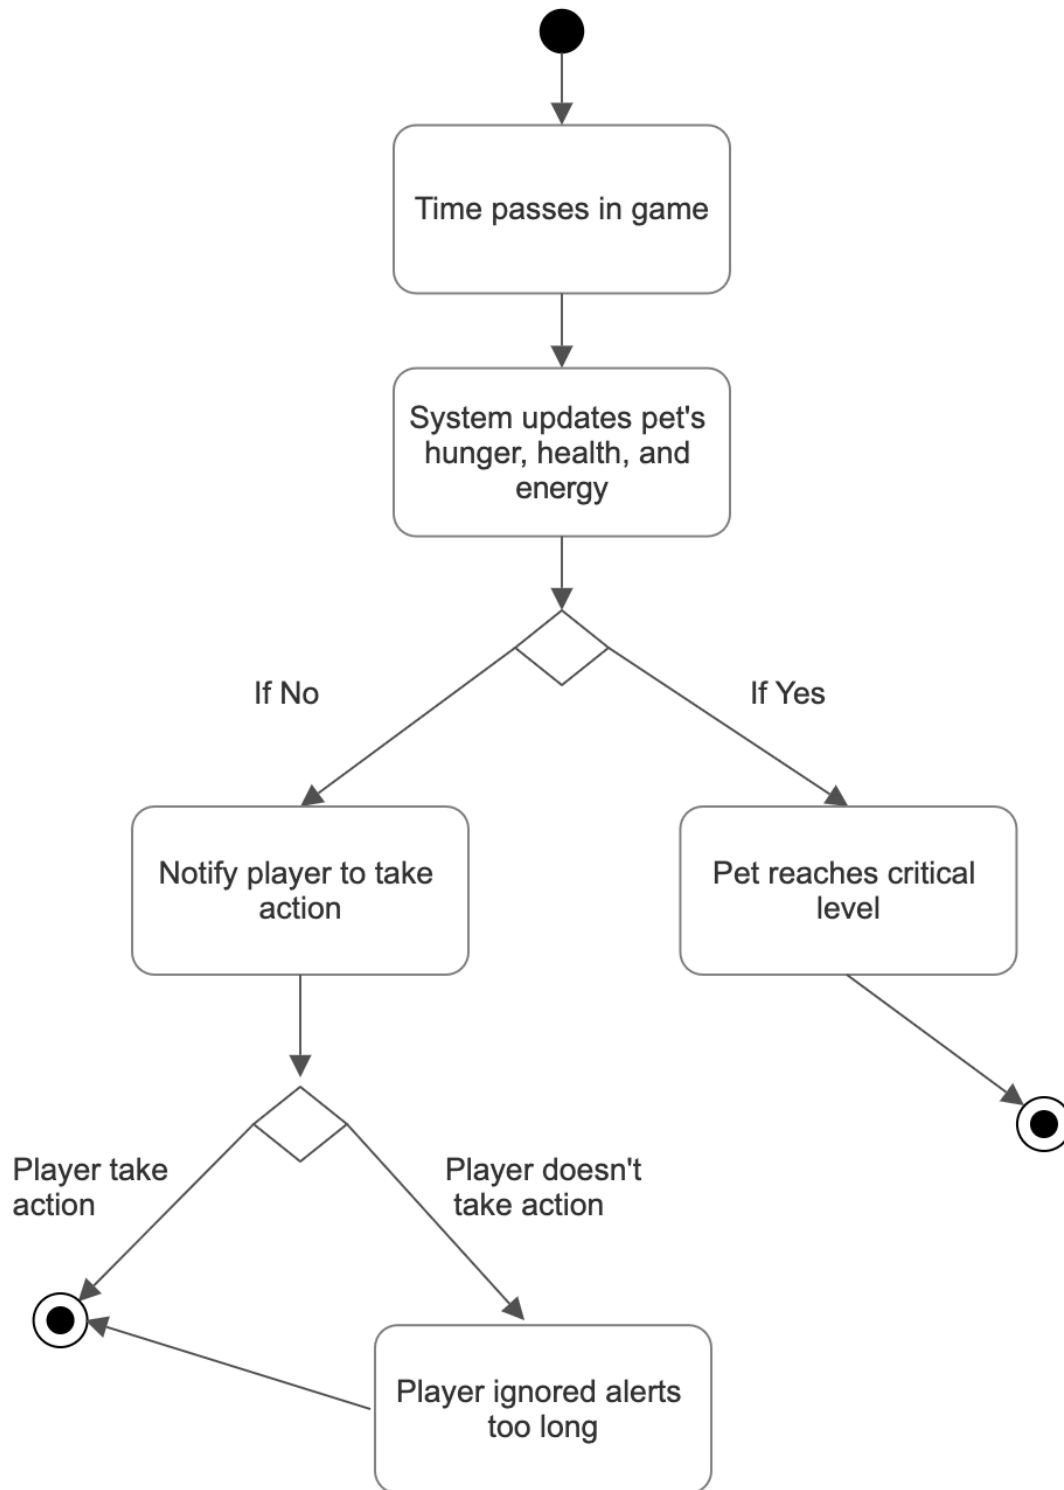 Time passes in game
System updates pet's
hunger, health, and
energy
If No
If Yes
Notify player to take
action
Pet reaches critical
level
Player take
action
Player doesn't
take action
Player ignored alerts
too long